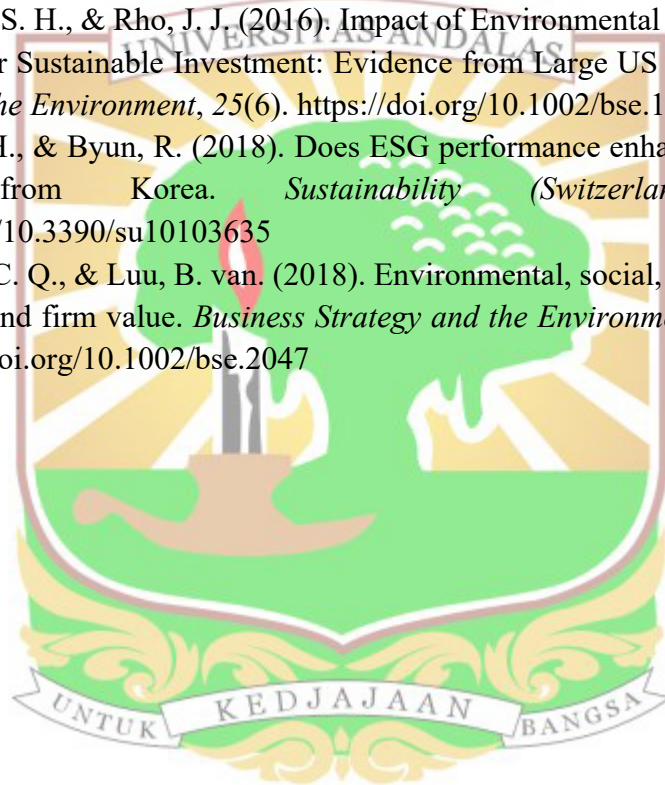 S. H., & Rho, J. J. (2016). Impact of Environmental
r Sustainable Investment: Evidence from Large US
he Environment, 25(6). https://doi.org/10.1002/bse.1
H., & Byun, R. (2018). Does ESG performance enha
from Korea. Sustainability (Switzerlan
/10.3390/su10103635
C. Q., & Luu, B. van. (2018). Environmental, social,
nd firm value. Business Strategy and the Environme
oi.org/10.1002/bse.2047
UNIVERSITAS ANDALAS
UNTUK KEDJAJAAN BANGSA